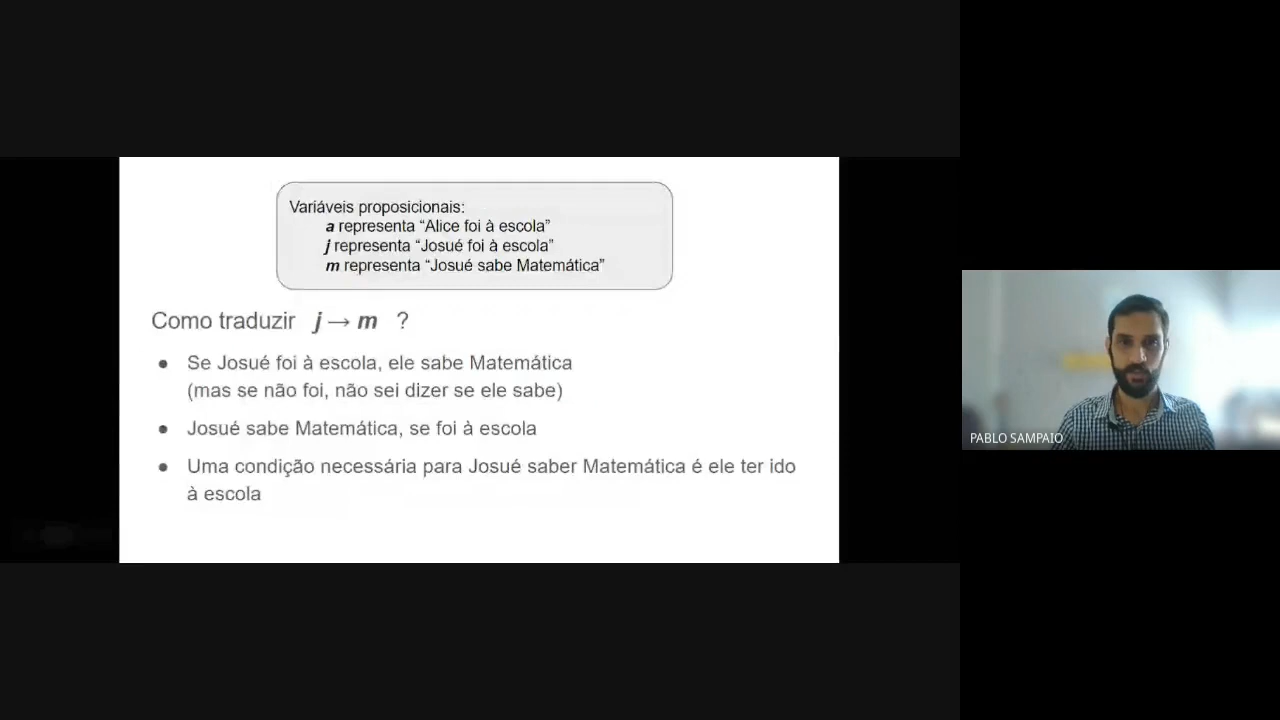 Variáveis proposicionais:
a representa “Alice foi à escola”
j representa “Josué foi à escola”
m representa “Josué sabe Matemática”
Como traduzir j → m ?
● Se Josué foi à escola, ele sabe Matemática
(mas se não foi, não sei dizer se ele sabe)
● Josué sabe Matemática, se foi à escola
● Uma condição necessária para Josué saber Matemática é ele ter ido
à escola
PABLO SAMPAIO